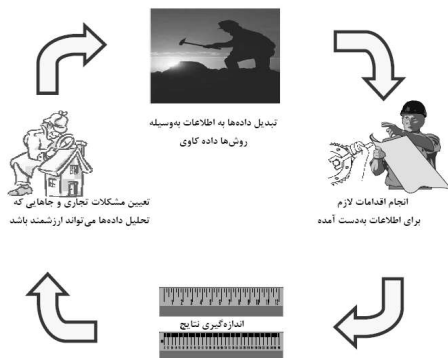 تبدیل داده‌ها به اطلاعات به‌وسیله
روش‌ها داده کاوی
انجام اقدامات لازم
برای اطلاعات به‌دست آمده
اندازه‌گیری نتایج
تعیین مشکلات تجاری و جاهایی که
تحلیل داده‌ها می‌تواند ارزشمند باشد